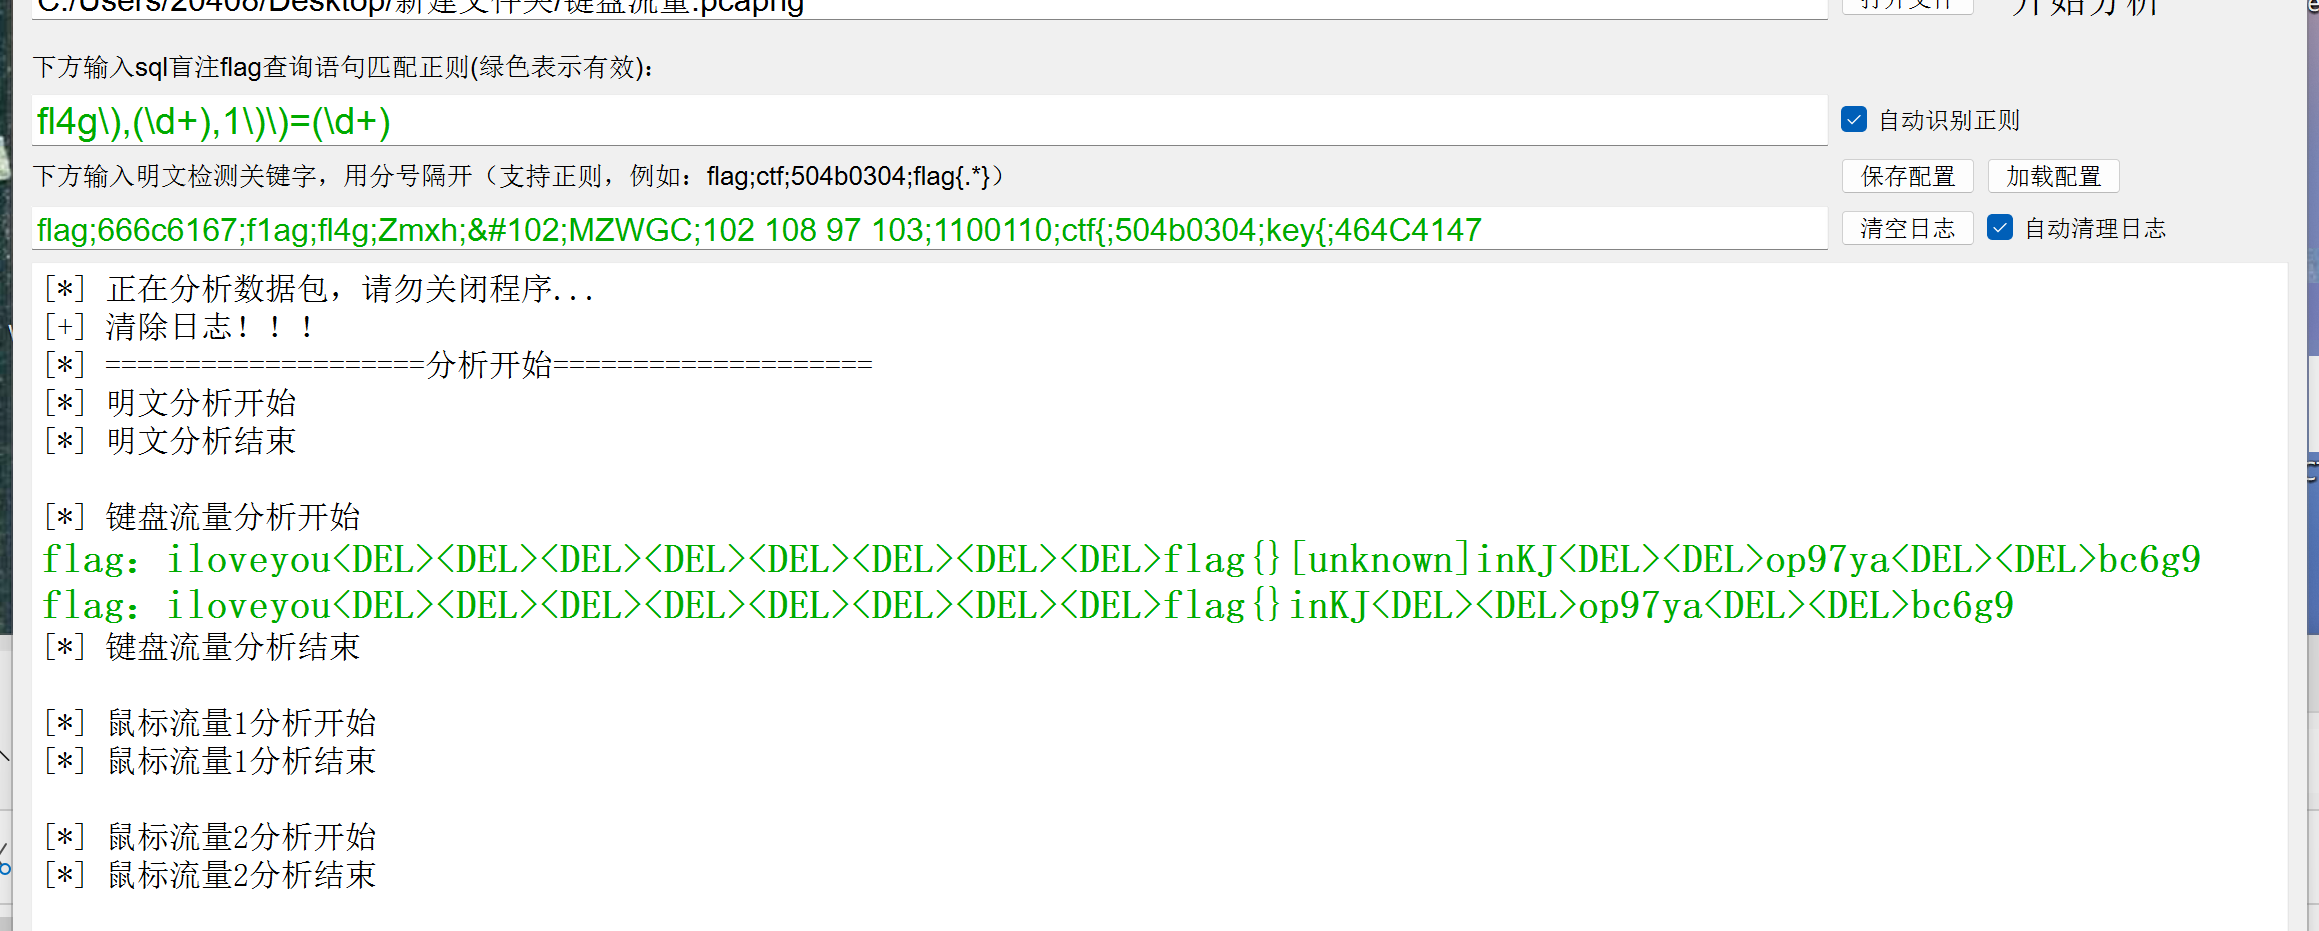 C:/Users/20408/Desktop/新建文件夹/键盘流量.pcapng
打开文件
开始分析
下方输入sql盲注flag查询语句匹配正则(绿色表示有效)：
fl4g\),(\d+),1\)\)=(\d+)
自动识别正则
下方输入明文检测关键字，用分号隔开（支持正则，例如：flag;ctf;504b0304;flag{.*}）
保存配置
加载配置
flag;666c6167;f1ag;fl4g;Zmxh;&#102;MZWGC;102 108 97 103;1100110;ctf{;504b0304;key{;464C4147
清空日志
自动清理日志
[*] 正在分析数据包，请勿关闭程序...
[+] 清除日志！！！
[*] ====================分析开始====================
[*] 明文分析开始
[*] 明文分析结束
[*] 键盘流量分析开始
flag：iloveyou<DEL><DEL><DEL><DEL><DEL><DEL><DEL><DEL>flag{}[unknown]inKJ<DEL><DEL>op97ya<DEL><DEL>bc6g9
flag：iloveyou<DEL><DEL><DEL><DEL><DEL><DEL><DEL><DEL>flag{}inKJ<DEL><DEL>op97ya<DEL><DEL>bc6g9
[*] 键盘流量分析结束
[*] 鼠标流量1分析开始
[*] 鼠标流量1分析结束
[*] 鼠标流量2分析开始
[*] 鼠标流量2分析结束